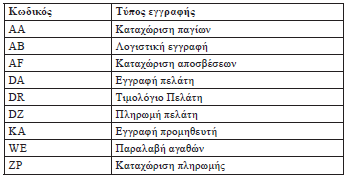 Κωδικός Τύπος εγγραφής
AA Καταχώριση παγίων
AB Λογιστική εγγραφή
AF Καταχώριση αποσβέσεων
DA Εγγραφή πελάτη
DR Τιμολόγιο Πελάτη
DZ Πληρωμή πελάτη
KA Εγγραφή προμηθευτή
WE Παραλαβή αγαθών
ZP Καταχώριση πληρωμής